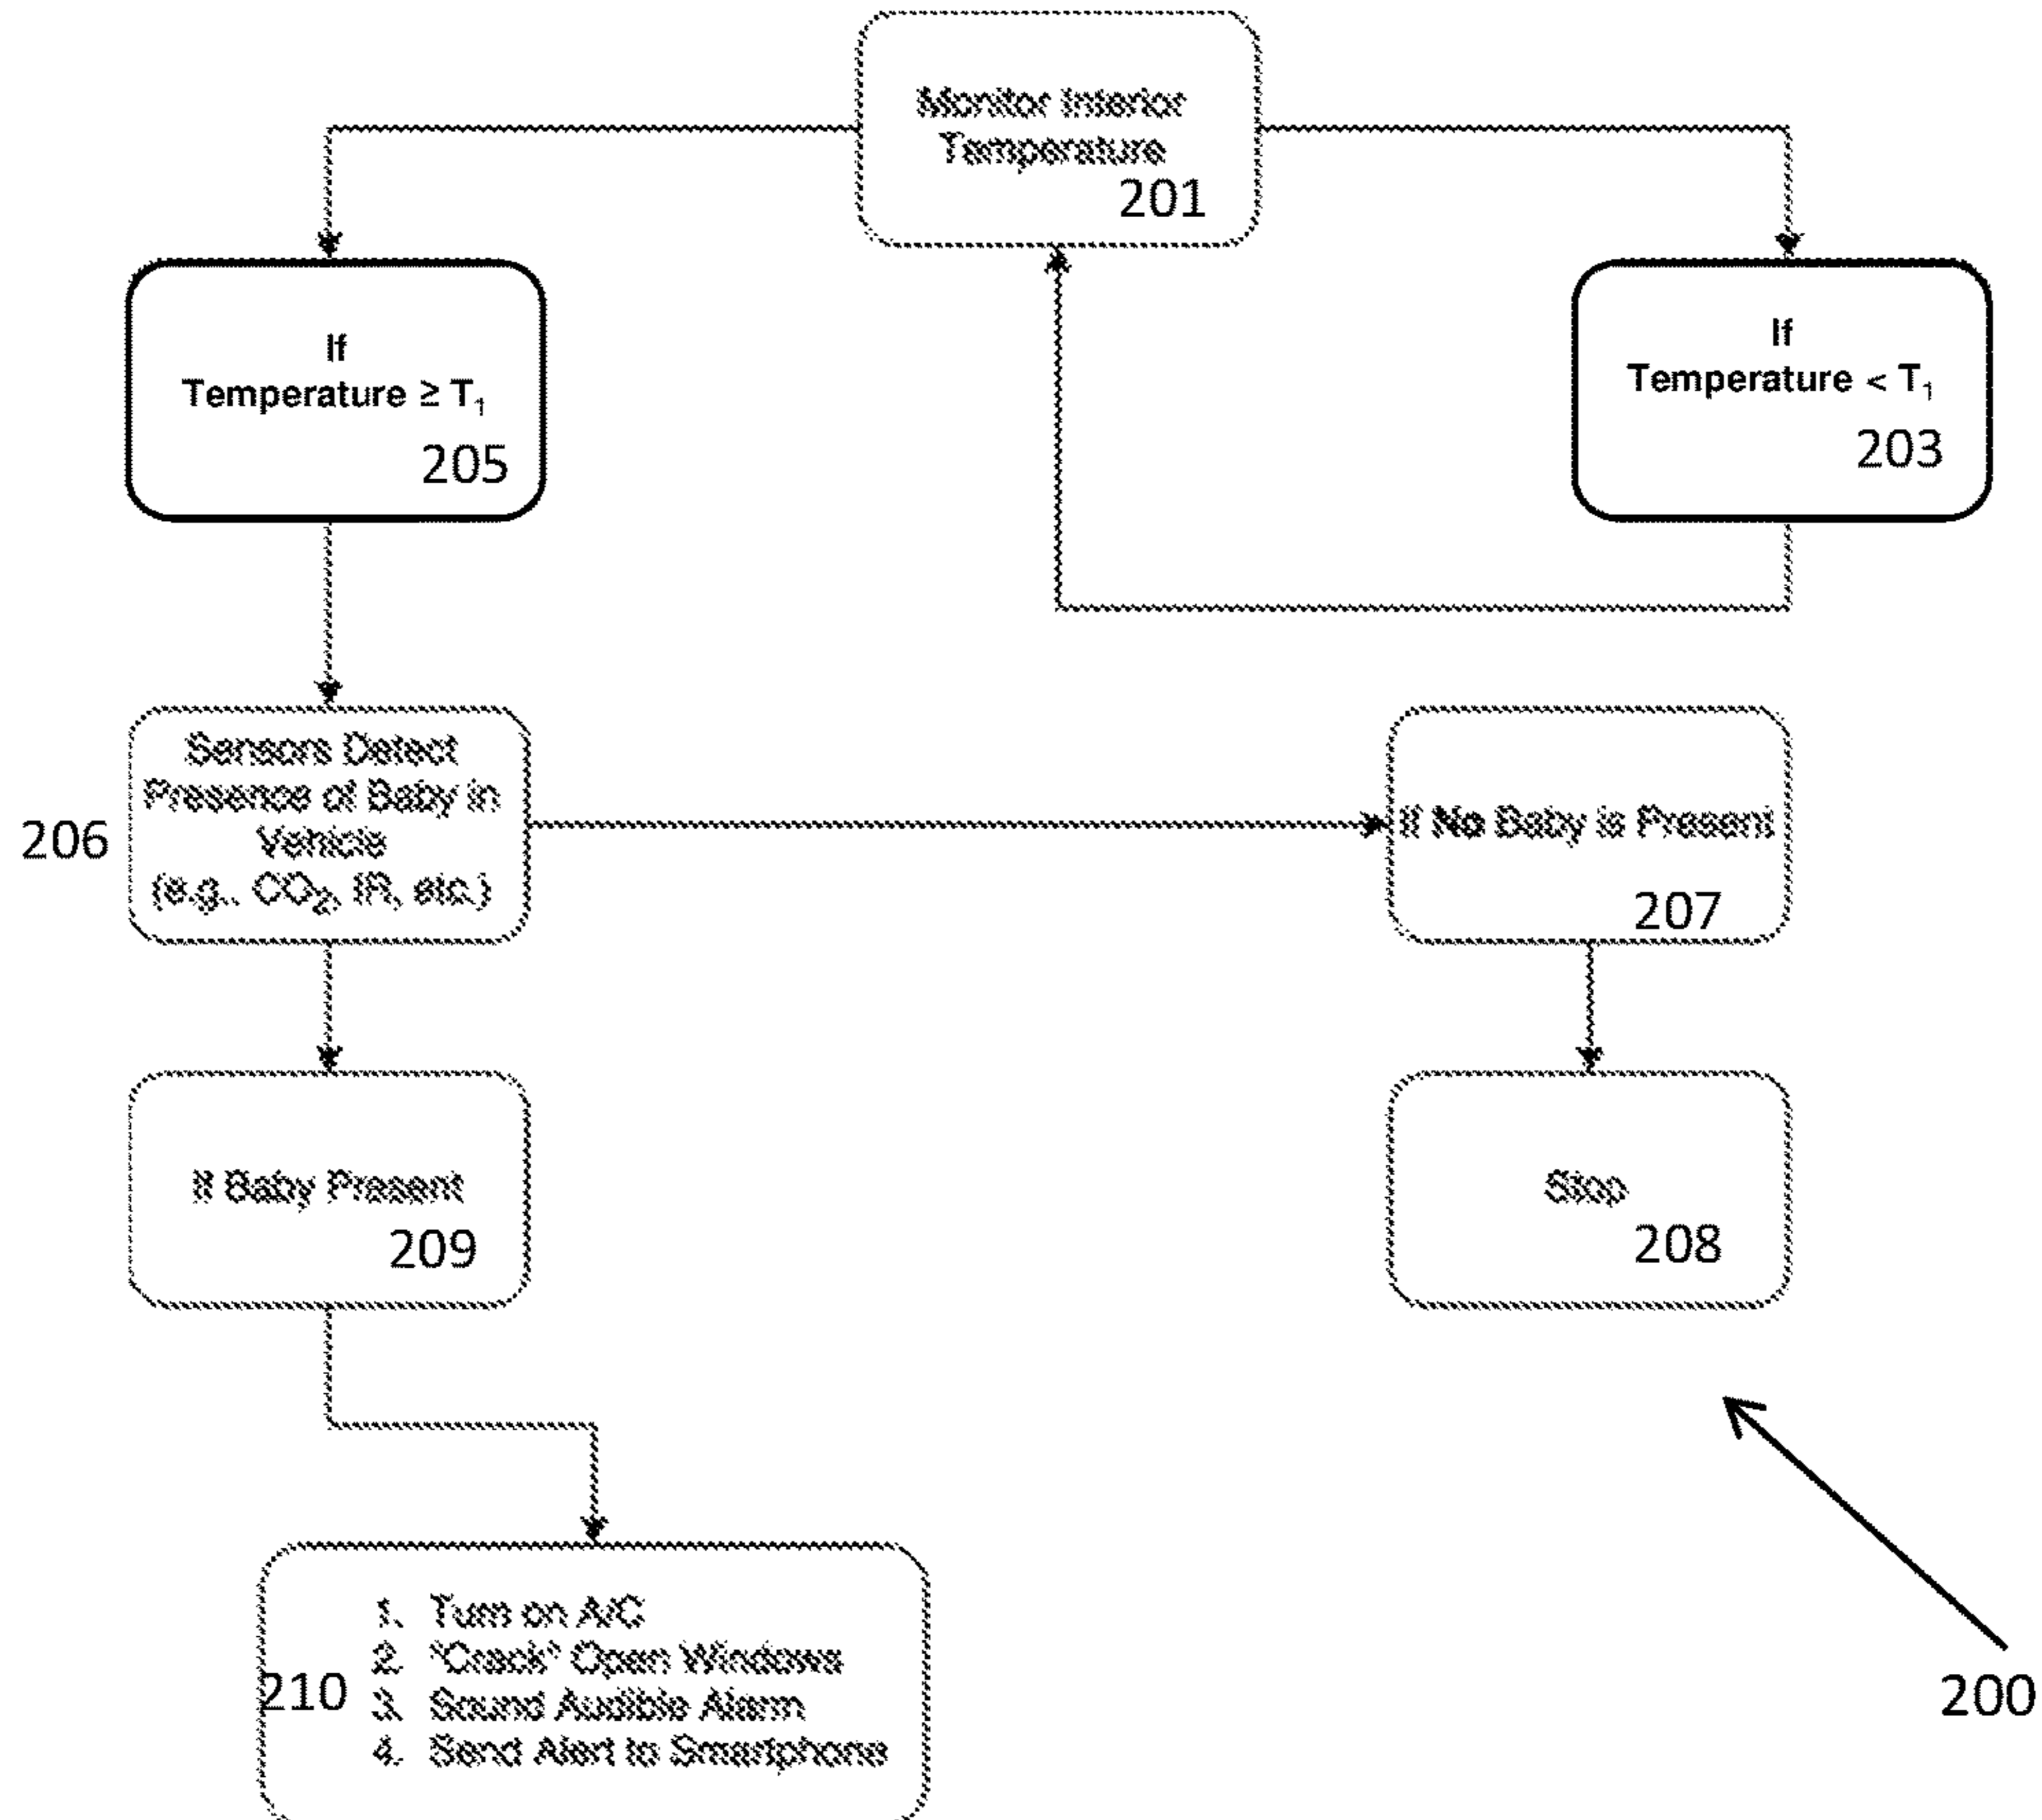 Monitor Interior
Temperature
201
If
Temperature ≥ T₁
205
If
Temperature < T₁
203
Sensors Detect
Presence of Baby in
Vehicle
(e.g., CO₂, IR, etc.)
206
If No Baby is Present
207
If Baby Present
209
Stop
208
1. Turn on A/C
2. "Crack" Open Windows
3. Sound Audible Alarm
4. Send Alert to Smartphone
210
200